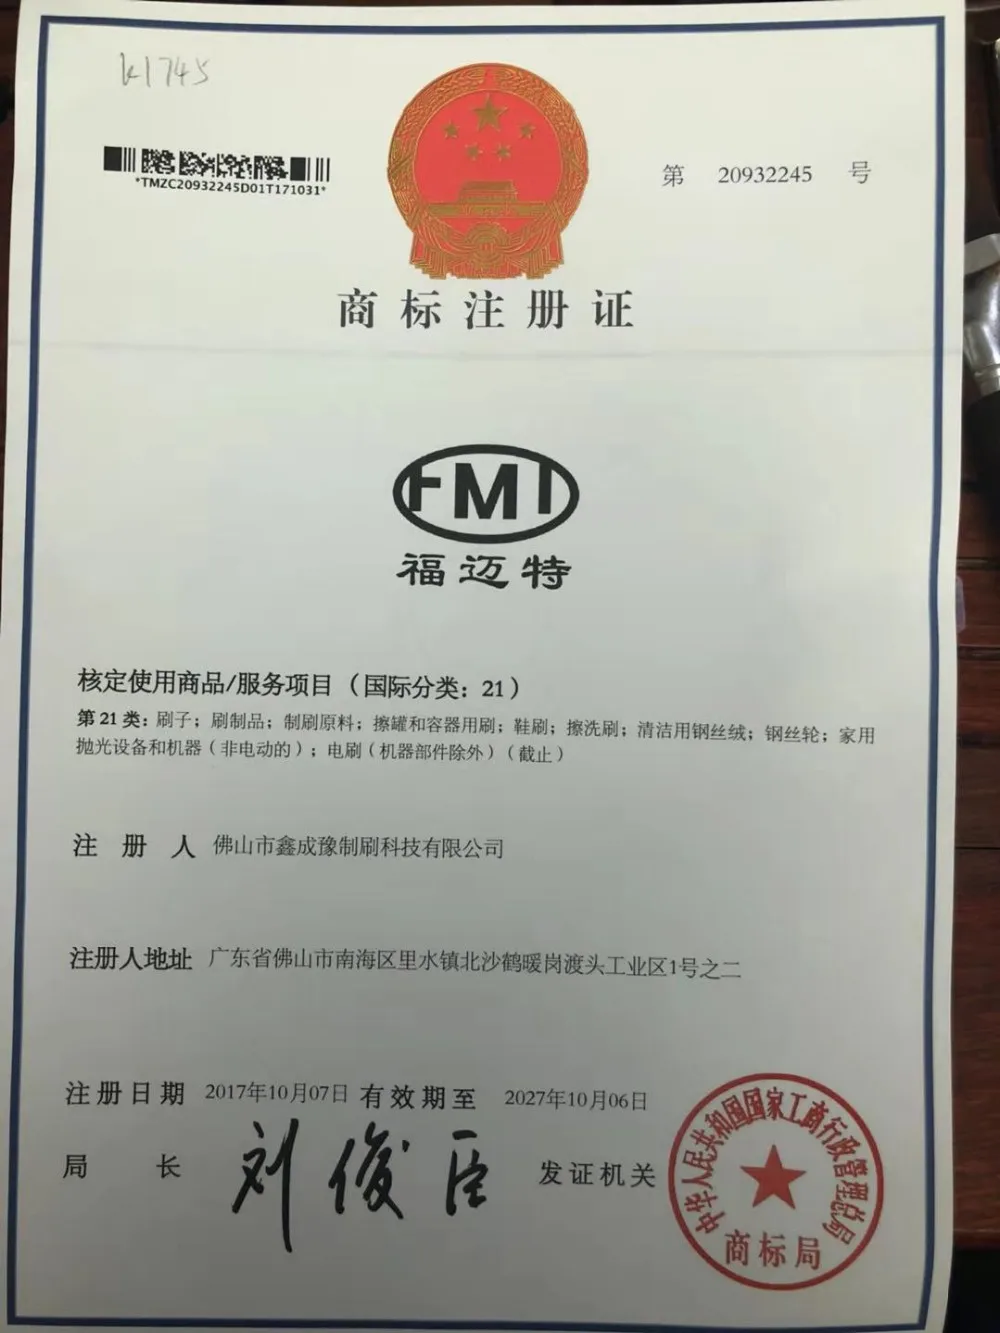 k1745
*TMZC20932245D01T171031*
第 20932245 号
商标注册证
FMT
福迈特
核定使用商品/服务项目（国际分类：21）
第 21 类：刷子；刷制品；制刷原料；擦罐和容器用刷；鞋刷；擦洗刷；清洁用钢丝绒；钢丝轮；家用
抛光设备和机器（非电动的）；电刷（机器部件除外）（截止）
注册人 佛山市鑫成豫制刷科技有限公司
注册人地址 广东省佛山市南海区里水镇北沙鹤暖岗渡头工业区1号之二
注册日期 2017年10月07日 有效期至 2027年10月06日
局长 刘俊臣 发证机关
中华人民共和国国家工商行政管理总局
商标局